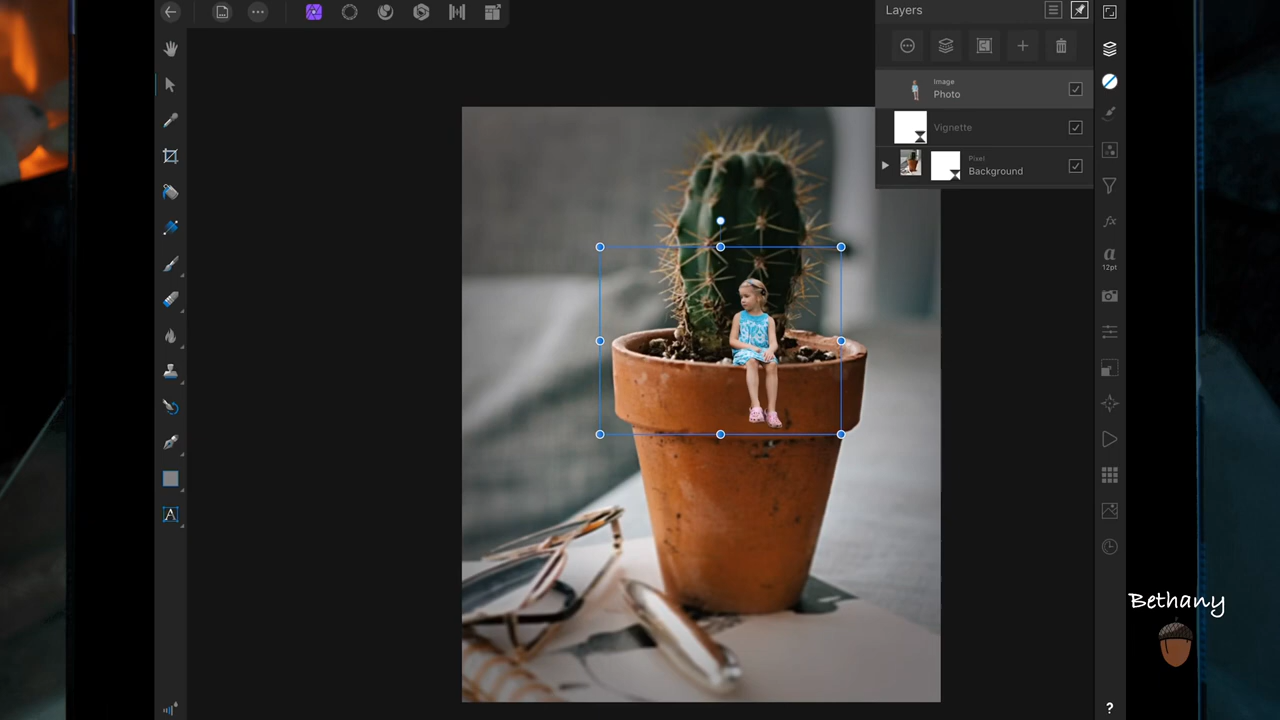 Layers
Image
Photo
Vignette
Pixel
Background
a
12pt
A
Bethany
?